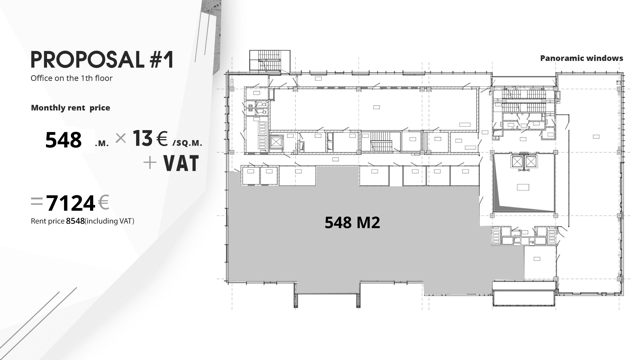 PROPOSAL #1
Office on the 1th floor
Monthly rent price
548 .M. × 13 € /SQ.M.
+ VAT
=7124€
Rent price 8548(including VAT)
Panoramic windows
548 M2